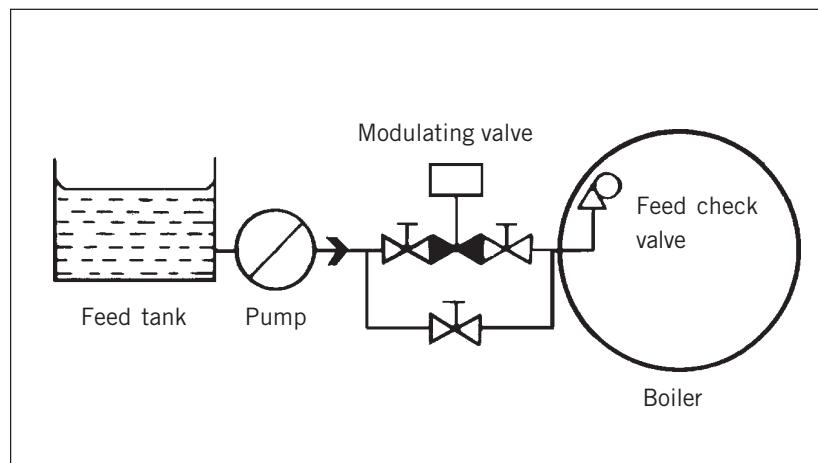 Modulating valve
Feed check
valve
Feed tank
Pump
Boiler